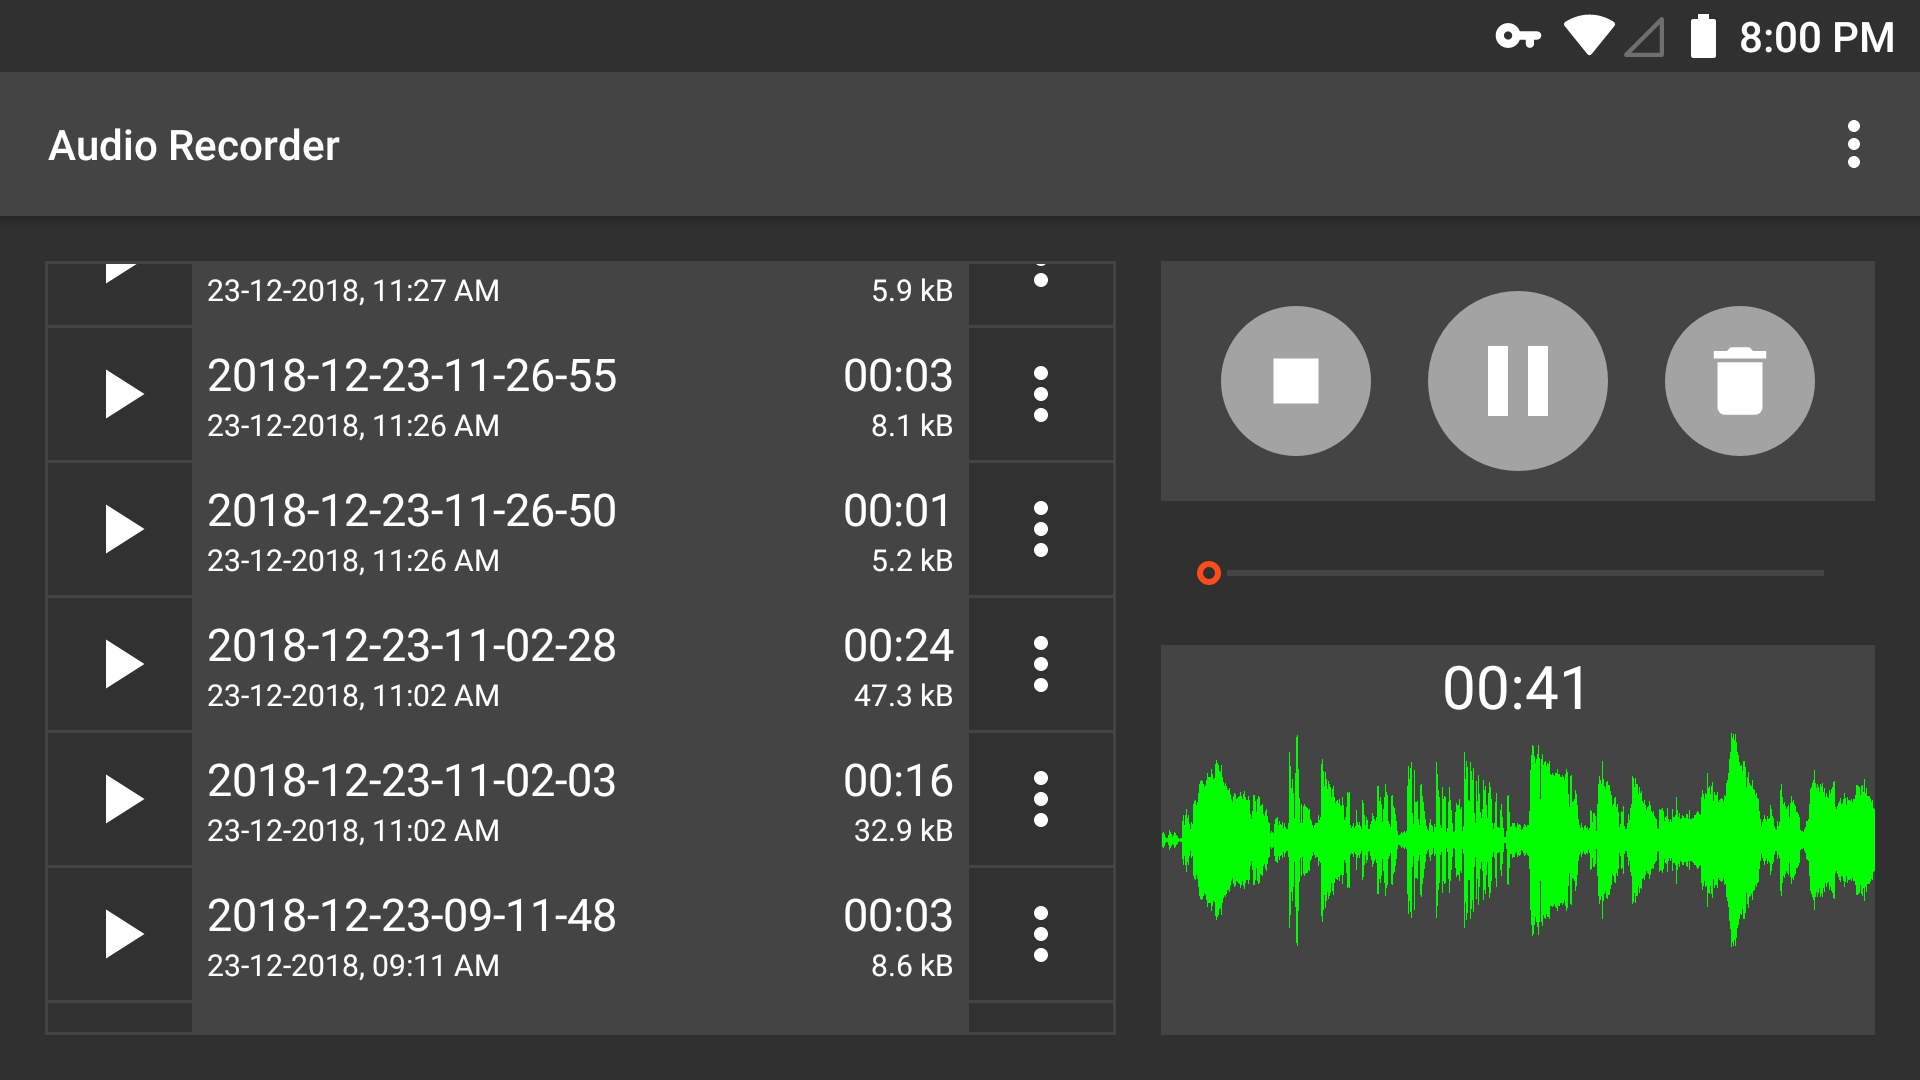 8:00 PM
Audio Recorder
23-12-2018, 11:27 AM 5.9 kB
2018-12-23-11-26-55 00:03
23-12-2018, 11:26 AM 8.1 kB
2018-12-23-11-26-50 00:01
23-12-2018, 11:26 AM 5.2 kB
2018-12-23-11-02-28 00:24
23-12-2018, 11:02 AM 47.3 kB
2018-12-23-11-02-03 00:16
23-12-2018, 11:02 AM 32.9 kB
2018-12-23-09-11-48 00:03
23-12-2018, 09:11 AM 8.6 kB
00:41